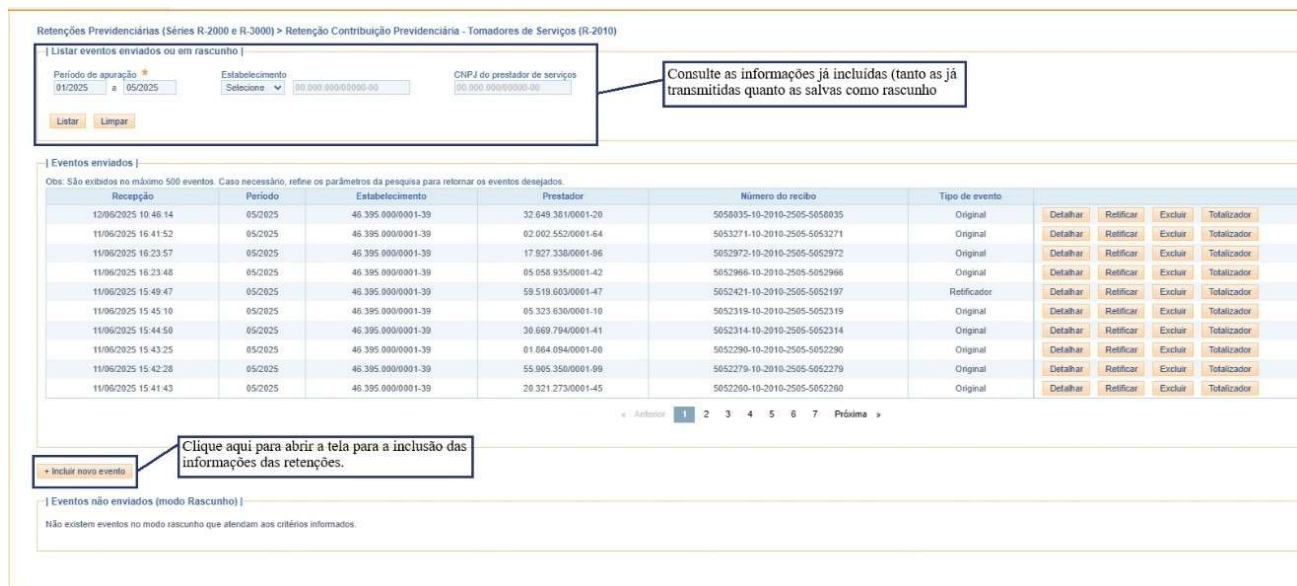 Retenções Previdenciárias (Séries R-2000 e R-3000) > Retenção Contribuição Previdenciária - Tomadores de Serviços (R-2010)
| Listar eventos enviados ou em rascunho |
Período de apuração * Estabelecimento CNPJ do prestador de serviços
01/2025 a 05/2025 Selecione 00.000.000/00000-00 00.000.000/00000-00
Listar Limpar
Consulte as informações já incluídas (tanto as já
transmitidas quanto as salvas como rascunho
| Eventos enviados |
Obs: São exibidos no máximo 500 eventos. Caso necessário, refine os parâmetros da pesquisa para retornar os eventos desejados.
Recepção Período Estabelecimento Prestador Número do recibo Tipo de evento
12/06/2025 10:46:14 05/2025 46.395.000/0001-39 32.649.381/0001-20 5058035-10-2010-2505-5058035 Original Detalhar Retificar Excluir Totalizador
11/06/2025 16:41:52 05/2025 46.395.000/0001-39 02.002.552/0001-64 5053271-10-2010-2505-5053271 Original Detalhar Retificar Excluir Totalizador
11/06/2025 16:23:57 05/2025 46.395.000/0001-39 17.927.338/0001-96 5052972-10-2010-2505-5052972 Original Detalhar Retificar Excluir Totalizador
11/06/2025 16:23:48 05/2025 46.395.000/0001-39 05.058.935/0001-42 5052966-10-2010-2505-5052966 Original Detalhar Retificar Excluir Totalizador
11/06/2025 15:49:47 05/2025 46.395.000/0001-39 59.519.603/0001-47 5052421-10-2010-2505-5052197 Retificador Detalhar Retificar Excluir Totalizador
11/06/2025 15:45:10 05/2025 46.395.000/0001-39 05.323.630/0001-10 5052319-10-2010-2505-5052319 Original Detalhar Retificar Excluir Totalizador
11/06/2025 15:44:50 05/2025 46.395.000/0001-39 30.669.794/0001-41 5052314-10-2010-2505-5052314 Original Detalhar Retificar Excluir Totalizador
11/06/2025 15:43:25 05/2025 46.395.000/0001-39 01.864.094/0001-00 5052290-10-2010-2505-5052290 Original Detalhar Retificar Excluir Totalizador
11/06/2025 15:42:28 05/2025 46.395.000/0001-39 55.905.350/0001-99 5052279-10-2010-2505-5052279 Original Detalhar Retificar Excluir Totalizador
11/06/2025 15:41:43 05/2025 46.395.000/0001-39 20.321.273/0001-45 5052260-10-2010-2505-5052260 Original Detalhar Retificar Excluir Totalizador
« Anterior 1 2 3 4 5 6 7 Próxima »
Clique aqui para abrir a tela para a inclusão das
informações das retenções.
+ Incluir novo evento
| Eventos não enviados (modo Rascunho) |
Não existem eventos no modo rascunho que atendam aos critérios informados.